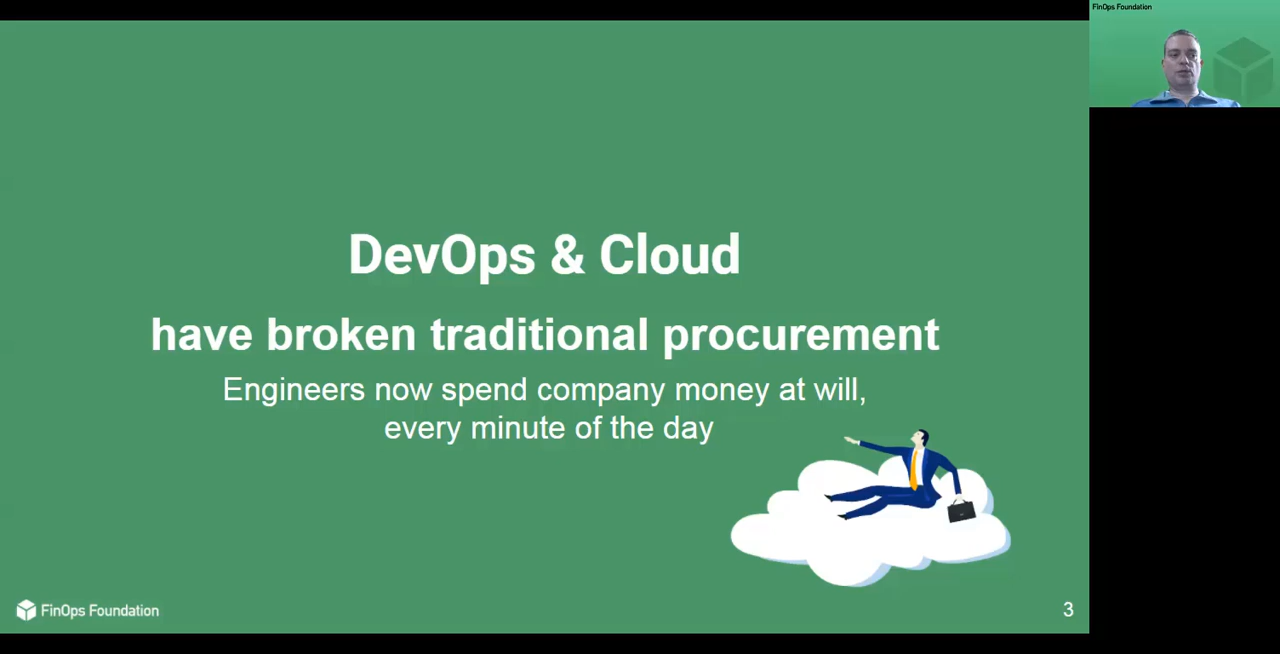 FinOps Foundation
DevOps & Cloud
have broken traditional procurement
Engineers now spend company money at will,
every minute of the day
FinOps Foundation
3